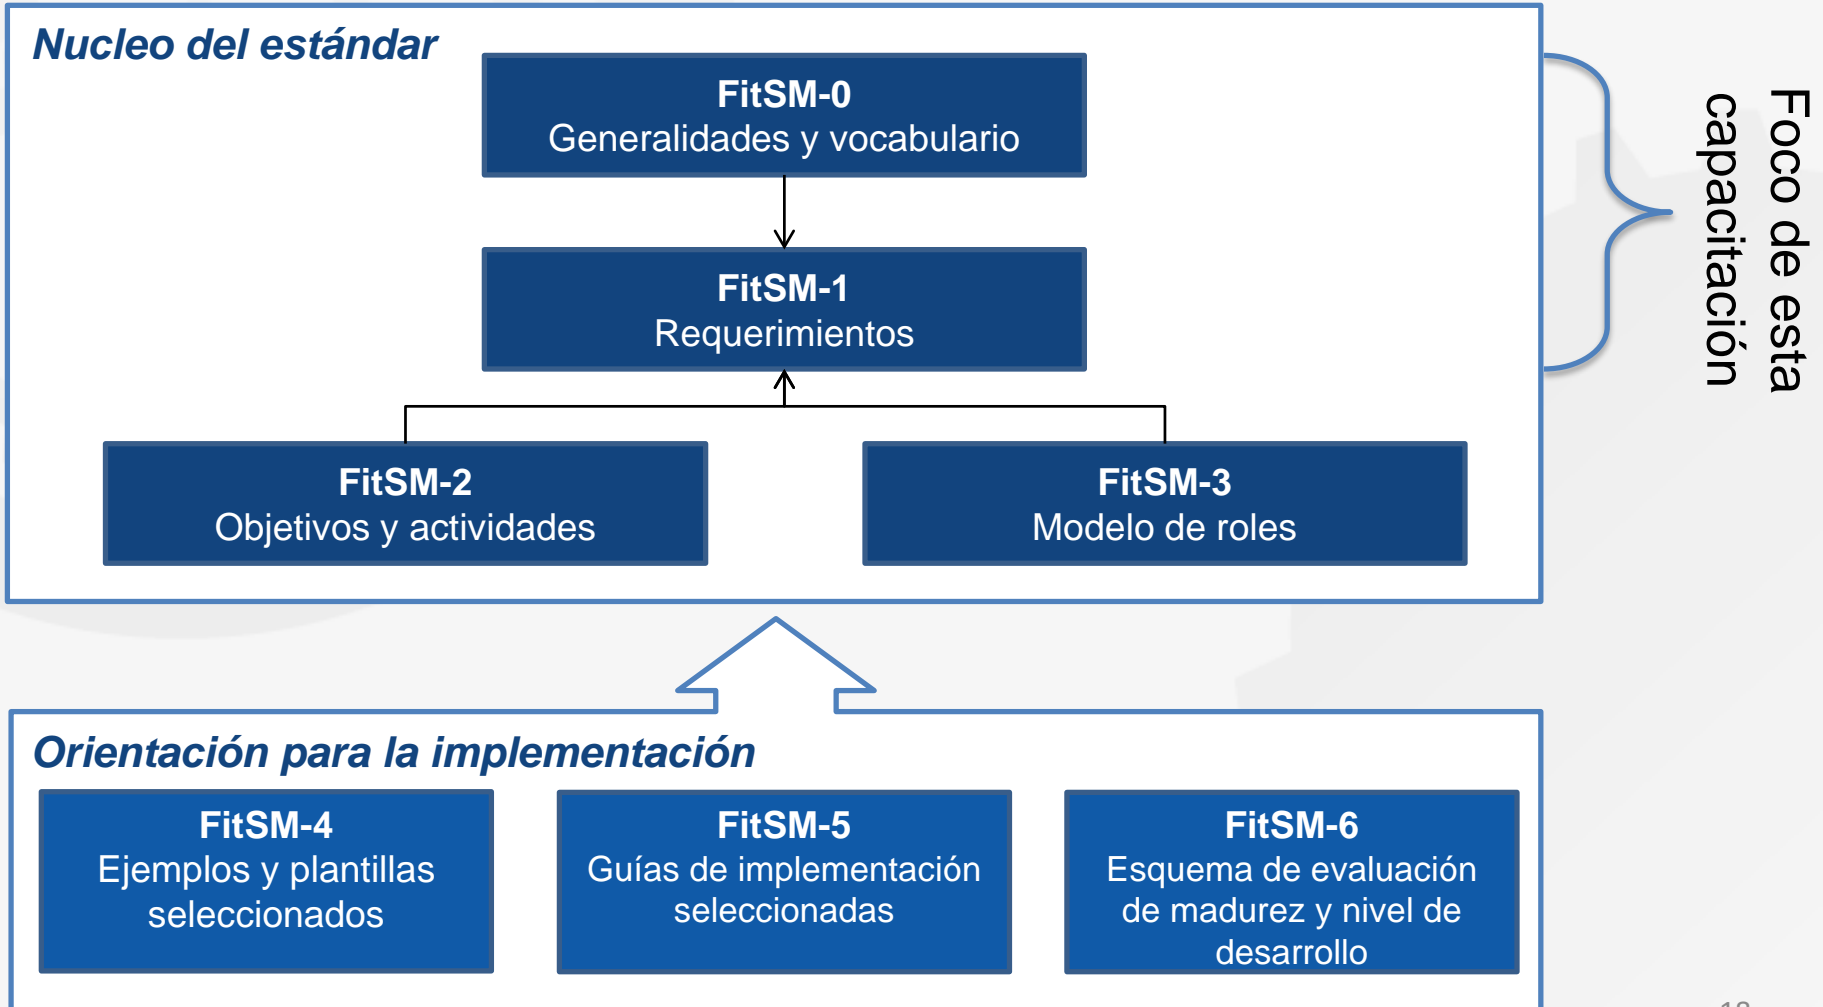 Nucleo del estándar
FitSM-0
Generalidades y vocabulario
FitSM-1
Requerimientos
FitSM-2
Objetivos y actividades
FitSM-3
Modelo de roles
Foco de esta
capacitación
Orientación para la implementación
FitSM-4
Ejemplos y plantillas
seleccionados
FitSM-5
Guías de implementación
seleccionadas
FitSM-6
Esquema de evaluación
de madurez y nivel de
desarrollo